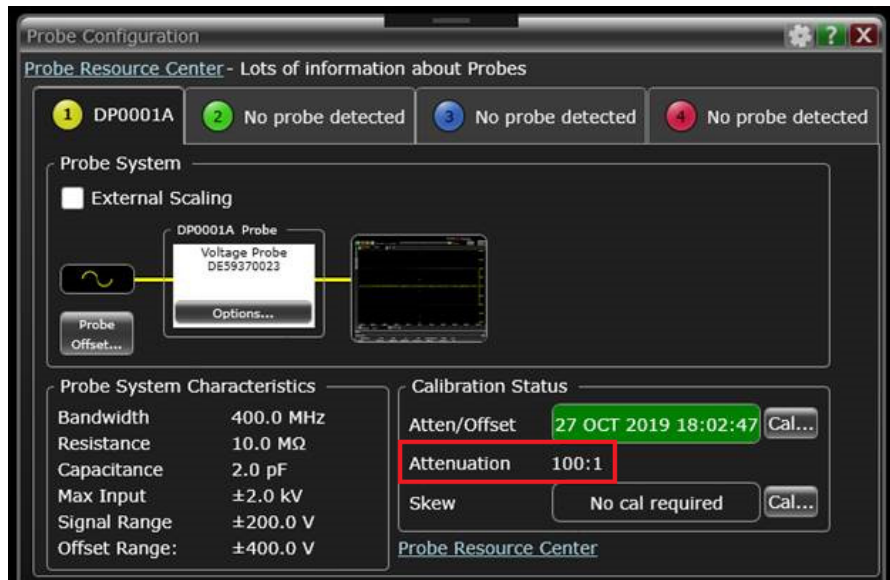 Probe Configuration
?
X
Probe Resource Center - Lots of information about Probes
1 DP0001A
2 No probe detected
3 No probe detected
4 No probe detected
Probe System
External Scaling
DP0001A Probe
Voltage Probe
DE59370023
Options...
Probe
Offset...
Probe System Characteristics
Bandwidth 400.0 MHz
Resistance 10.0 MΩ
Capacitance 2.0 pF
Max Input ±2.0 kV
Signal Range ±200.0 V
Offset Range: ±400.0 V
Calibration Status
Atten/Offset 27 OCT 2019 18:02:47 Cal...
Attenuation 100:1
Skew No cal required Cal...
Probe Resource Center